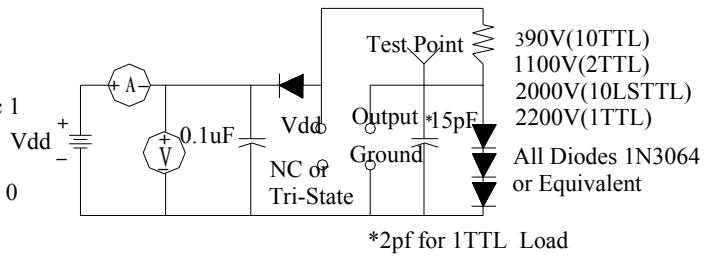 Test Point
390V(10TTL)
1100V(2TTL)
2000V(10LSTTL)
2200V(1TTL)
A
+
−
1
Vdd
+
−
V
+
−
0.1uF
Vdd
Output
*15pF
Ground
NC or
Tri-State
All Diodes 1N3064
or Equivalent
0
*2pf for 1TTL Load